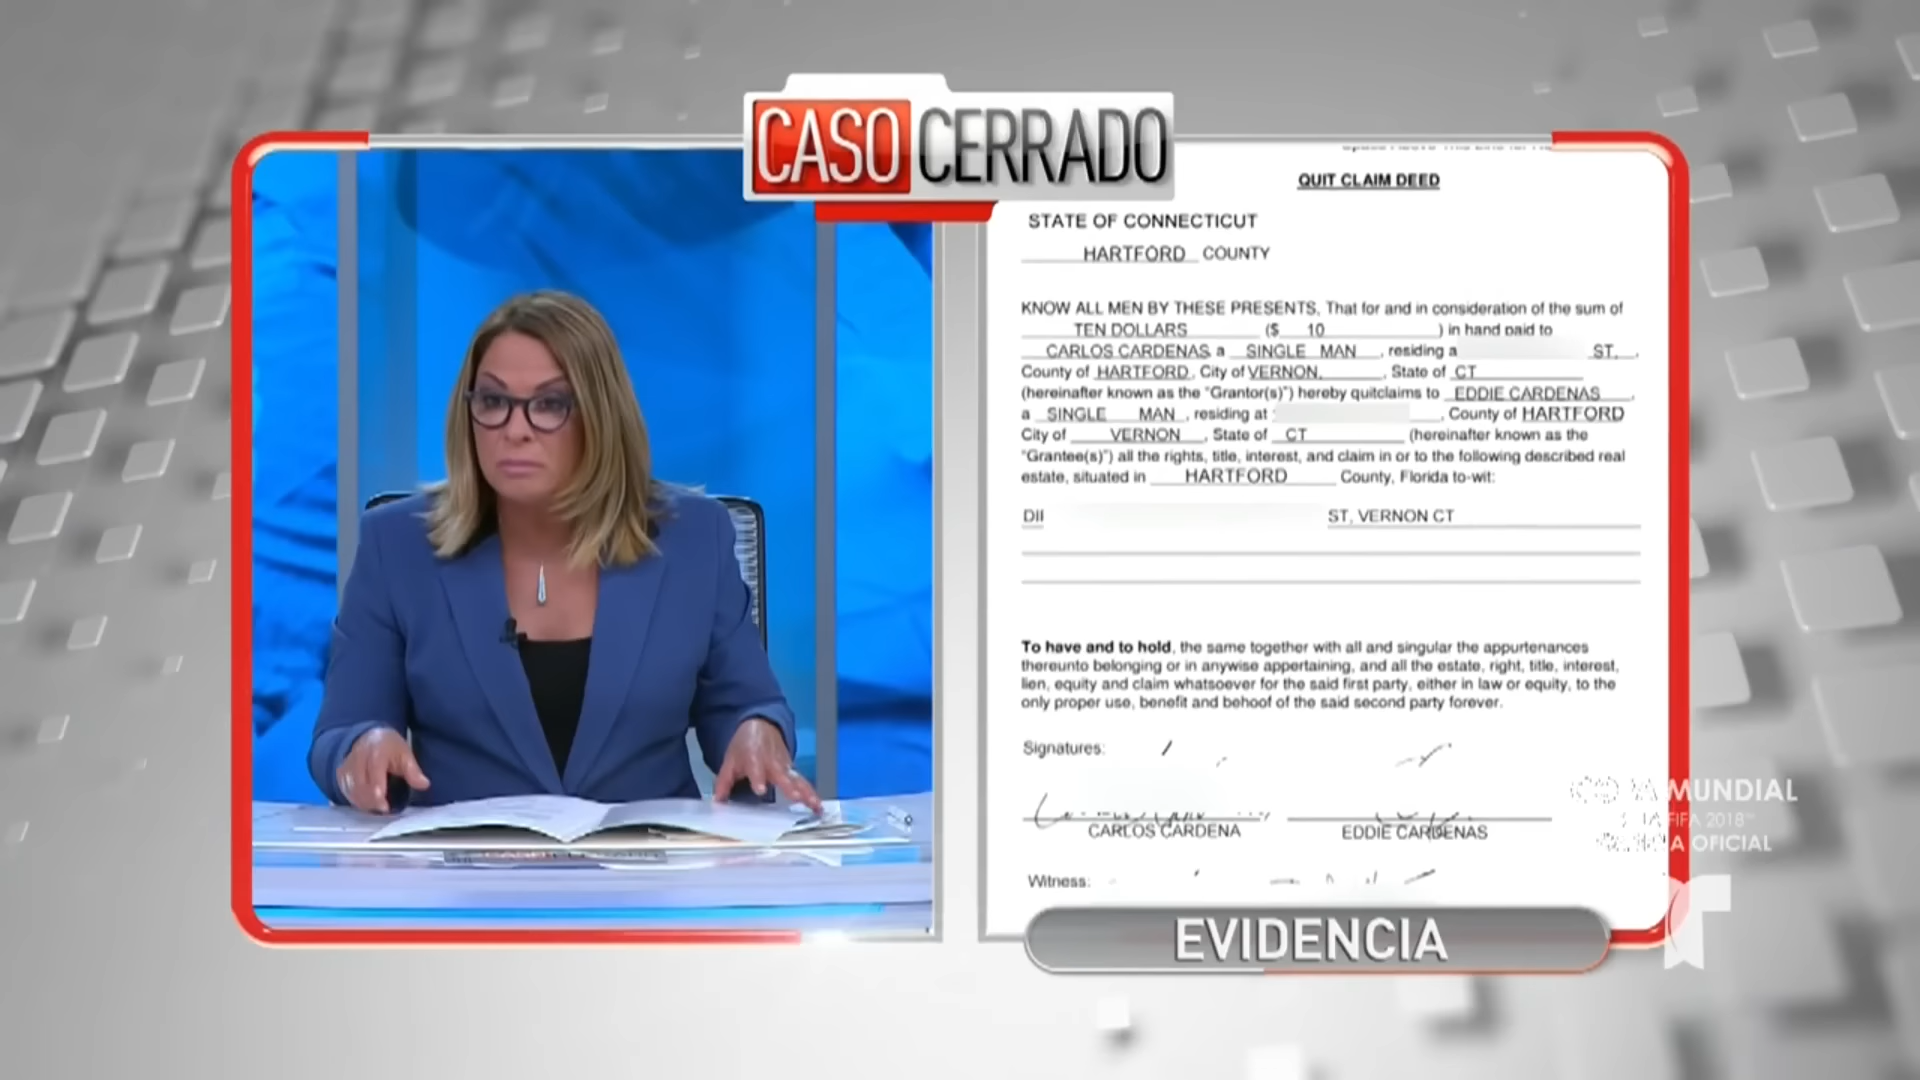 CASO CERRADO
QUIT CLAIM DEED
STATE OF CONNECTICUT
HARTFORD COUNTY
KNOW ALL MEN BY THESE PRESENTS, That for and in consideration of the sum of
TEN DOLLARS ($ 10 ) in hand paid to
CARLOS CARDENAS a SINGLE MAN , residing a ST, ,
County of HARTFORD, City of VERNON, , State of CT
(hereinafter known as the "Grantor(s)") hereby quitclaims to EDDIE CARDENAS ,
a SINGLE MAN , residing at , County of HARTFORD
City of VERNON , State of CT (hereinafter known as the
"Grantee(s)") all the rights, title, interest, and claim in or to the following described real
estate, situated in HARTFORD County, Florida to-wit:
DII ST, VERNON CT
To have and to hold, the same together with all and singular the appurtenances
thereunto belonging or in anywise appertaining, and all the estate, right, title, interest,
lien, equity and claim whatsoever for the said first party, either in law or equity, to the
only proper use, benefit and behoof of the said second party forever.
Signatures:
CARLOS CARDENA EDDIE CARDENAS
Witness:
EVIDENCIA
MUNDIAL
FIFA 2018
OFICIAL